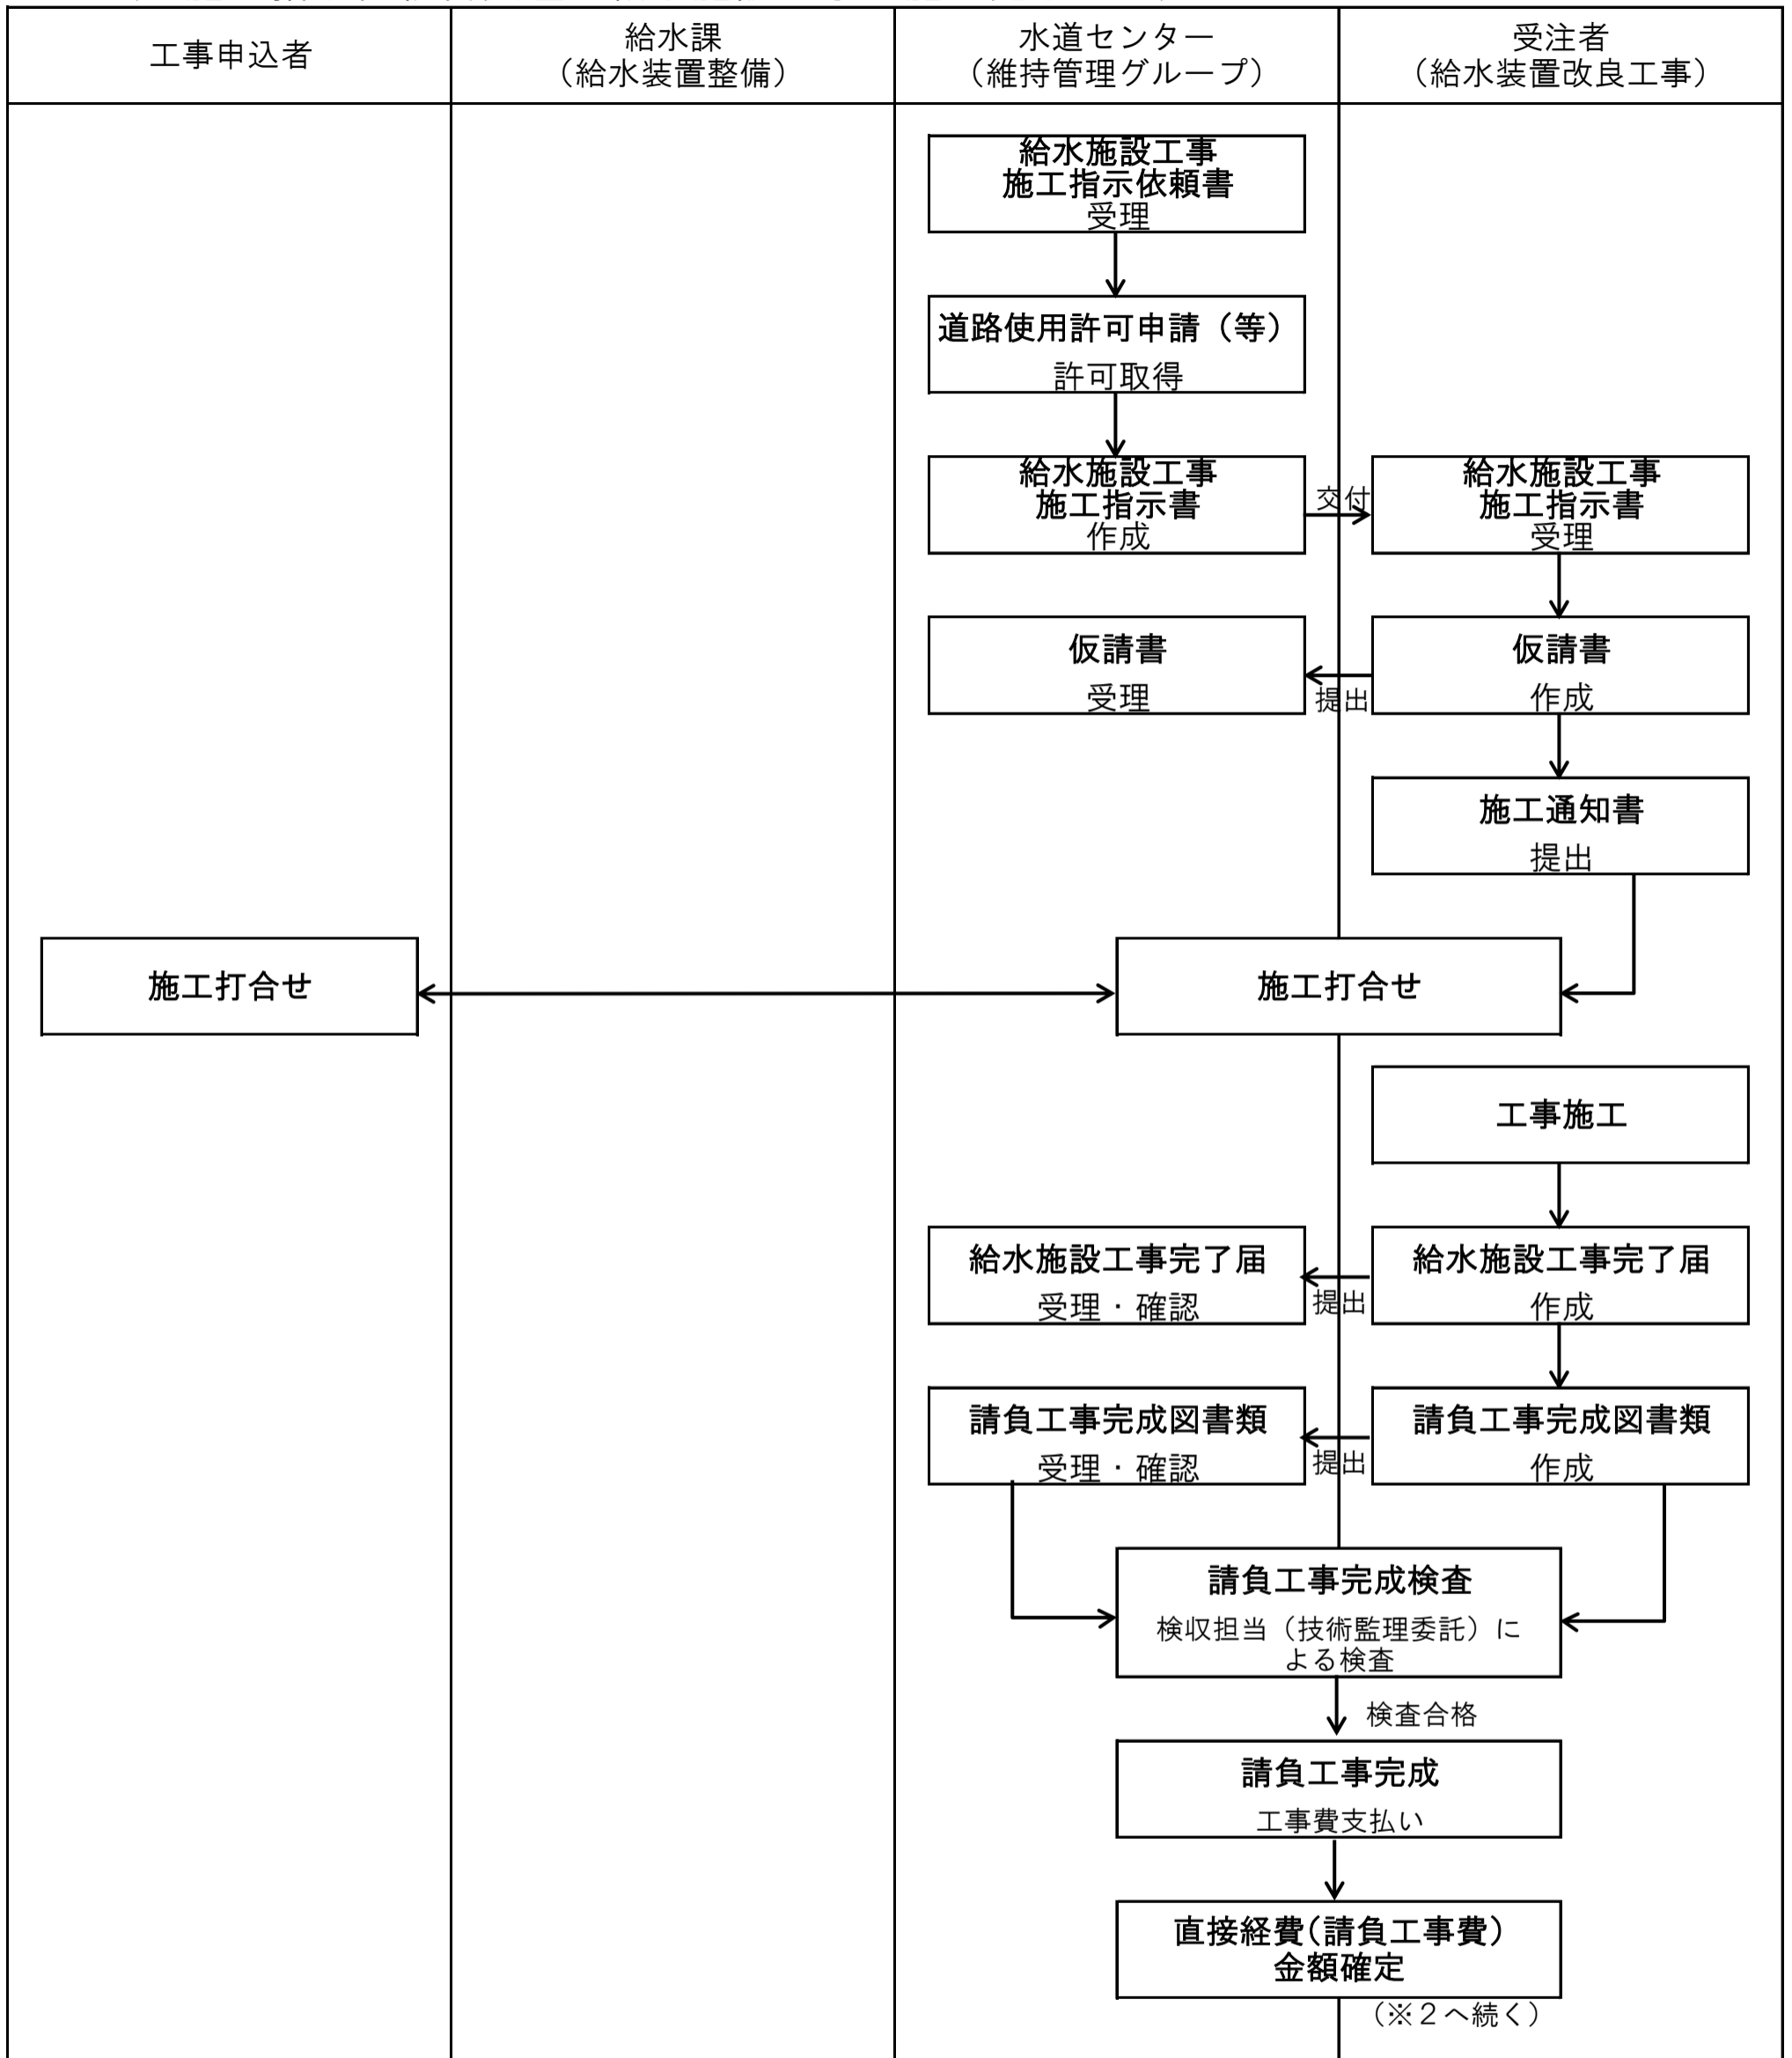 工事申込者
給水課
（給水装置整備）
水道センター
（維持管理グループ）
受注者
（給水装置改良工事）
給水施設工事
施工指示依頼書
受理
道路使用許可申請（等）
許可取得
給水施設工事
施工指示書
作成
交付
給水施設工事
施工指示書
受理
仮請書
受理
提出
仮請書
作成
施工通知書
提出
施工打合せ
施工打合せ
工事施工
給水施設工事完了届
受理・確認
提出
給水施設工事完了届
作成
請負工事完成図書類
受理・確認
提出
請負工事完成図書類
作成
請負工事完成検査
検収担当（技術監理委託）に
よる検査
検査合格
請負工事完成
工事費支払い
直接経費（請負工事費）
金額確定
（※２へ続く）